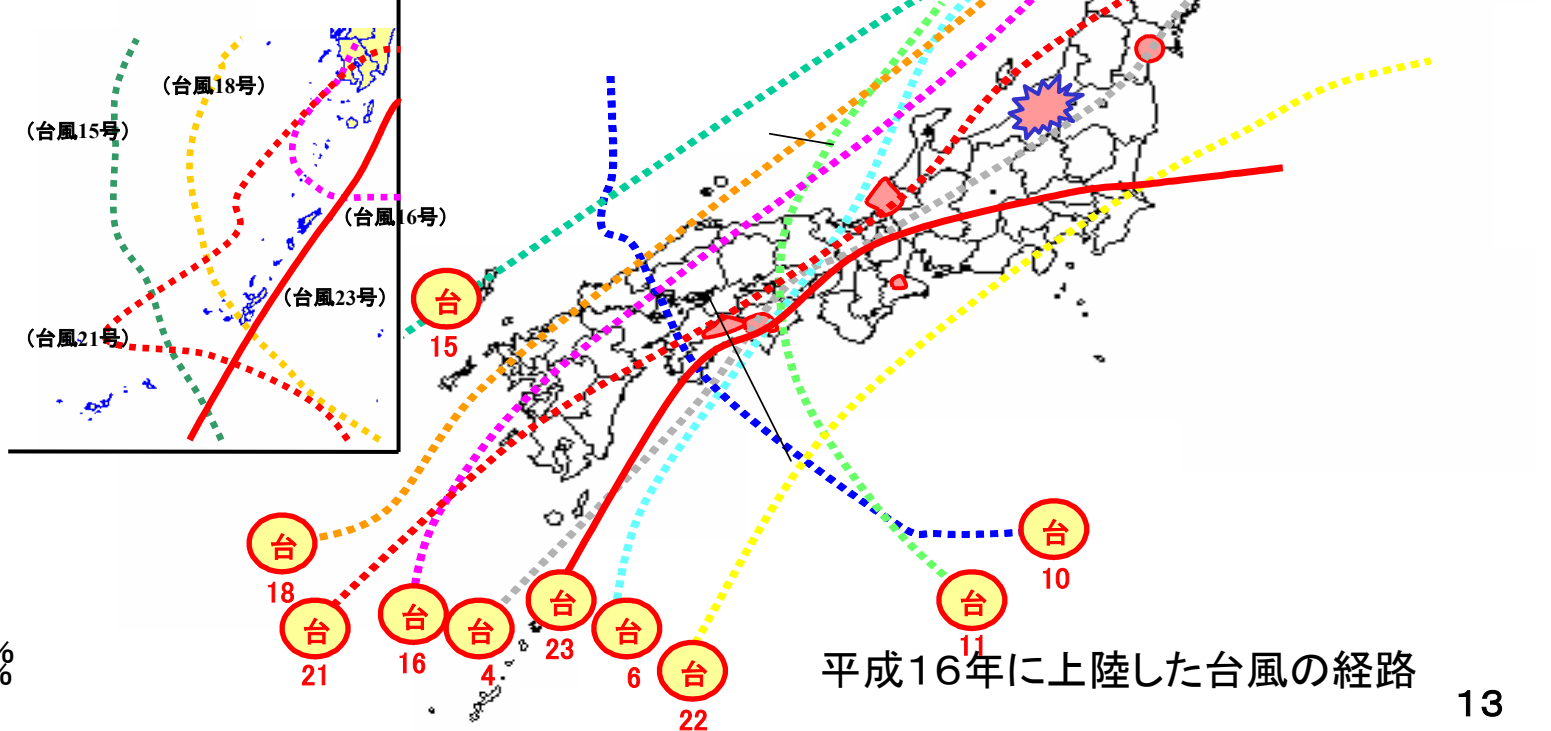 (台風18号)
(台風15号)
(台風16号)
(台風23号)
(台風21号)
台
15
台
18
台
21
台
16
台
4
台
23
台
6
台
22
台
11
台
10
%
%
平成16年に上陸した台風の経路
13